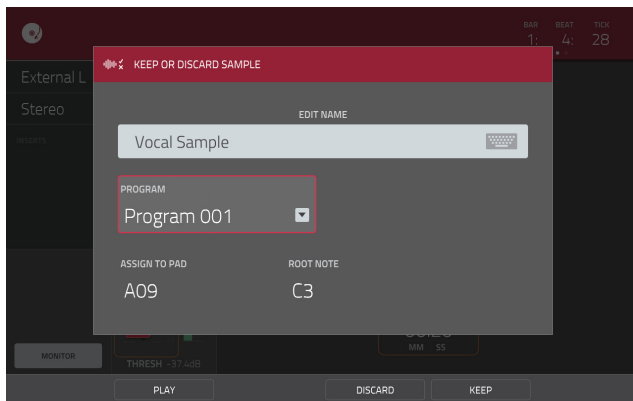 BAR BEAT TICK
1: 4: 28
KEEP OR DISCARD SAMPLE
External L
Stereo
EDIT NAME
INSERTS
Vocal Sample
PROGRAM
Program 001
ASSIGN TO PAD ROOT NOTE
A09 C3
MM SS
MONITOR
THRESH -37.4dB
PLAY DISCARD KEEP